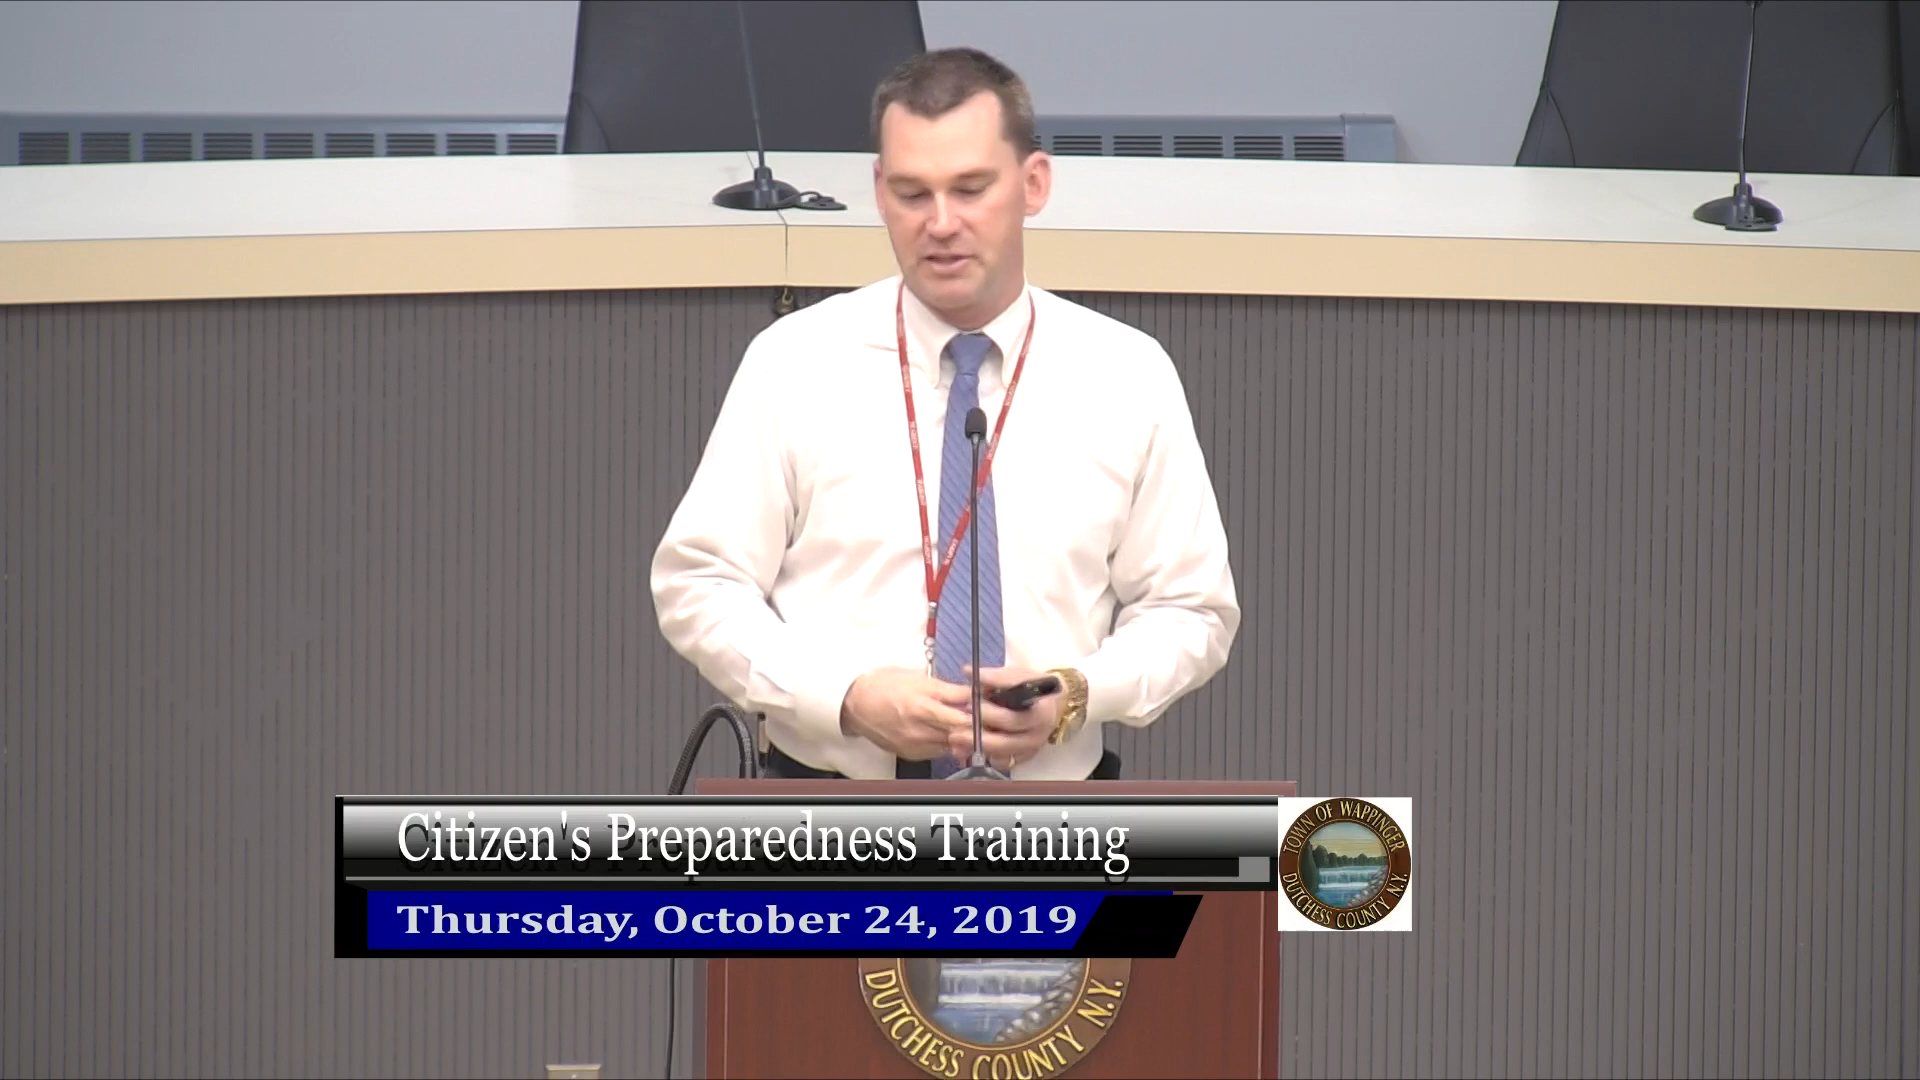 Citizen's Preparedness Training
Thursday, October 24, 2019
TOWN OF WAPPINGER
DUTCHESS COUNTY N.Y.
DUTCHESS COUNTY N.Y.